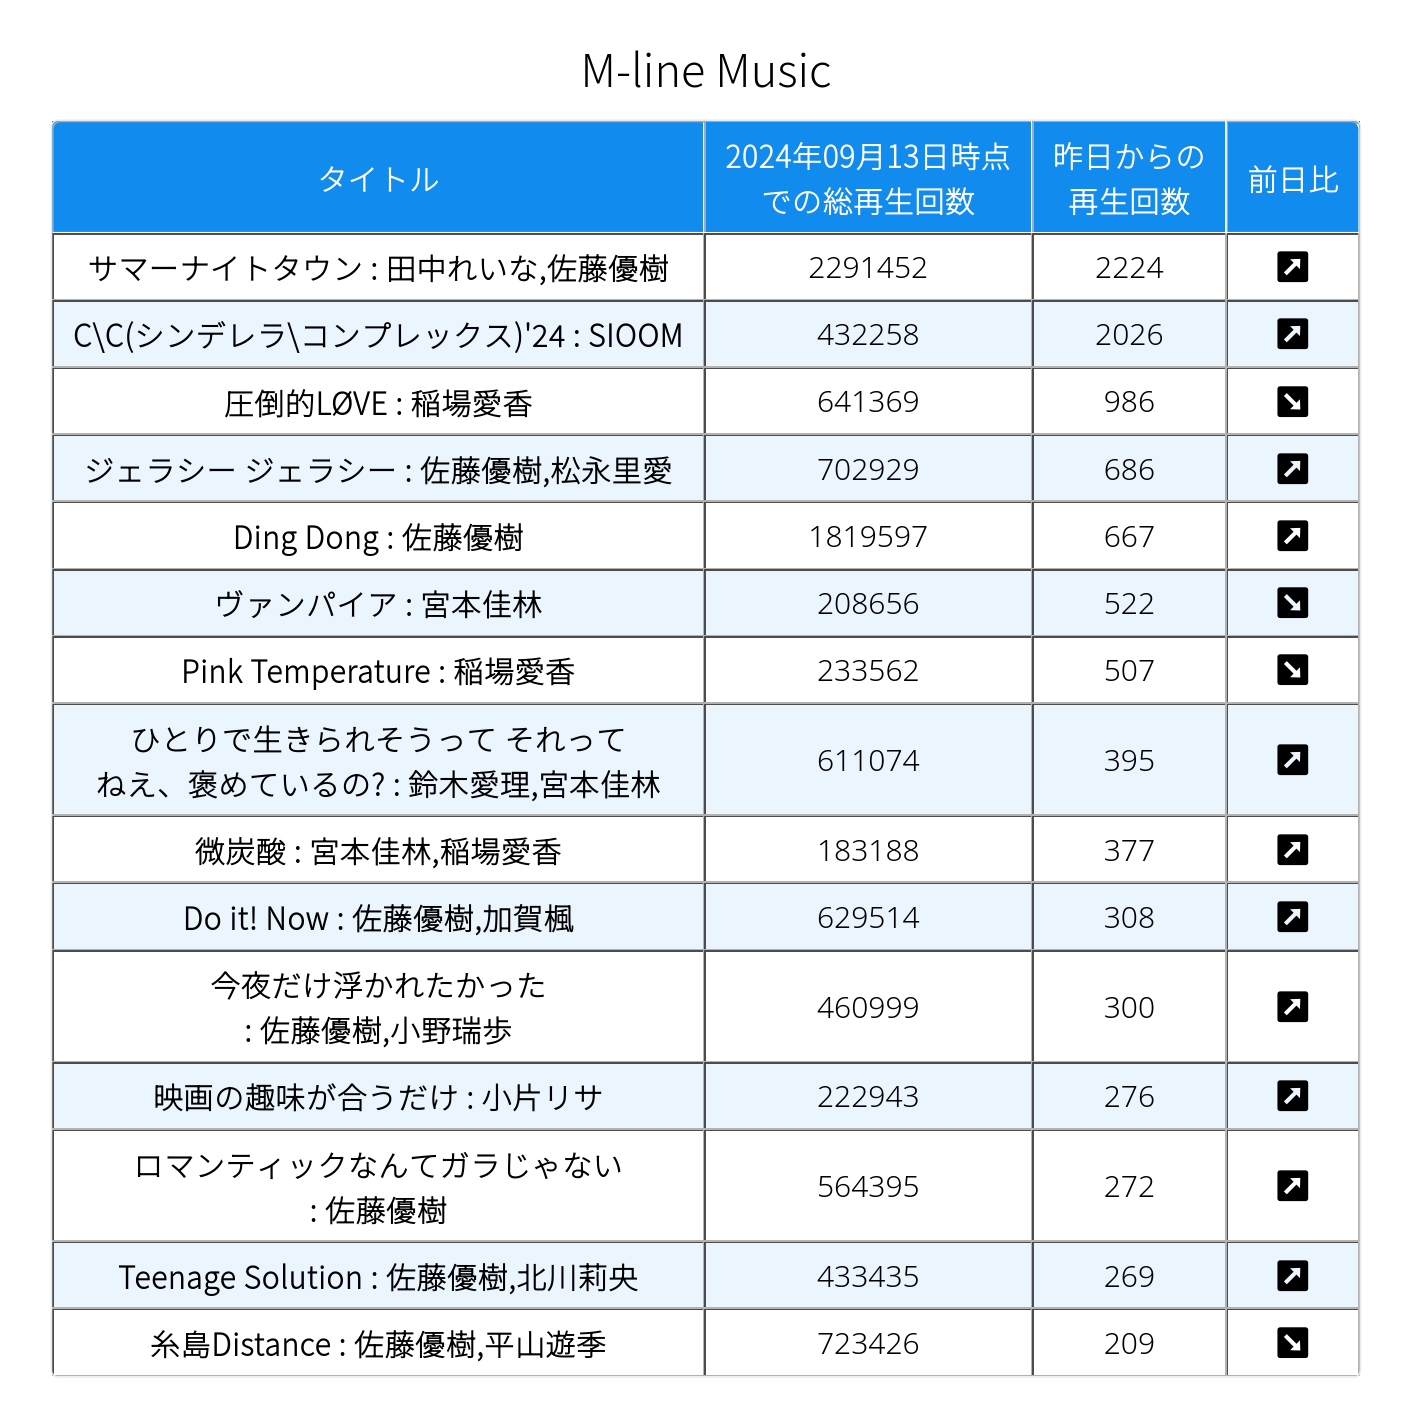 M-line Music
タイトル
2024年09月13日時点
での総再生回数
昨日からの
再生回数
前日比
サマーナイトタウン : 田中れいな,佐藤優樹 2291452 2224
C\C(シンデレラ\コンプレックス)'24 : SIOOM 432258 2026
圧倒的LØVE : 稲場愛香 641369 986
ジェラシー ジェラシー : 佐藤優樹,松永里愛 702929 686
Ding Dong : 佐藤優樹 1819597 667
ヴァンパイア : 宮本佳林 208656 522
Pink Temperature : 稲場愛香 233562 507
ひとりで生きられそうって それって
ねえ、褒めているの? : 鈴木愛理,宮本佳林 611074 395
微炭酸 : 宮本佳林,稲場愛香 183188 377
Do it! Now : 佐藤優樹,加賀楓 629514 308
今夜だけ浮かれたかった
: 佐藤優樹,小野瑞歩 460999 300
映画の趣味が合うだけ : 小片リサ 222943 276
ロマンティックなんてガラじゃない
: 佐藤優樹 564395 272
Teenage Solution : 佐藤優樹,北川莉央 433435 269
糸島Distance : 佐藤優樹,平山遊季 723426 209